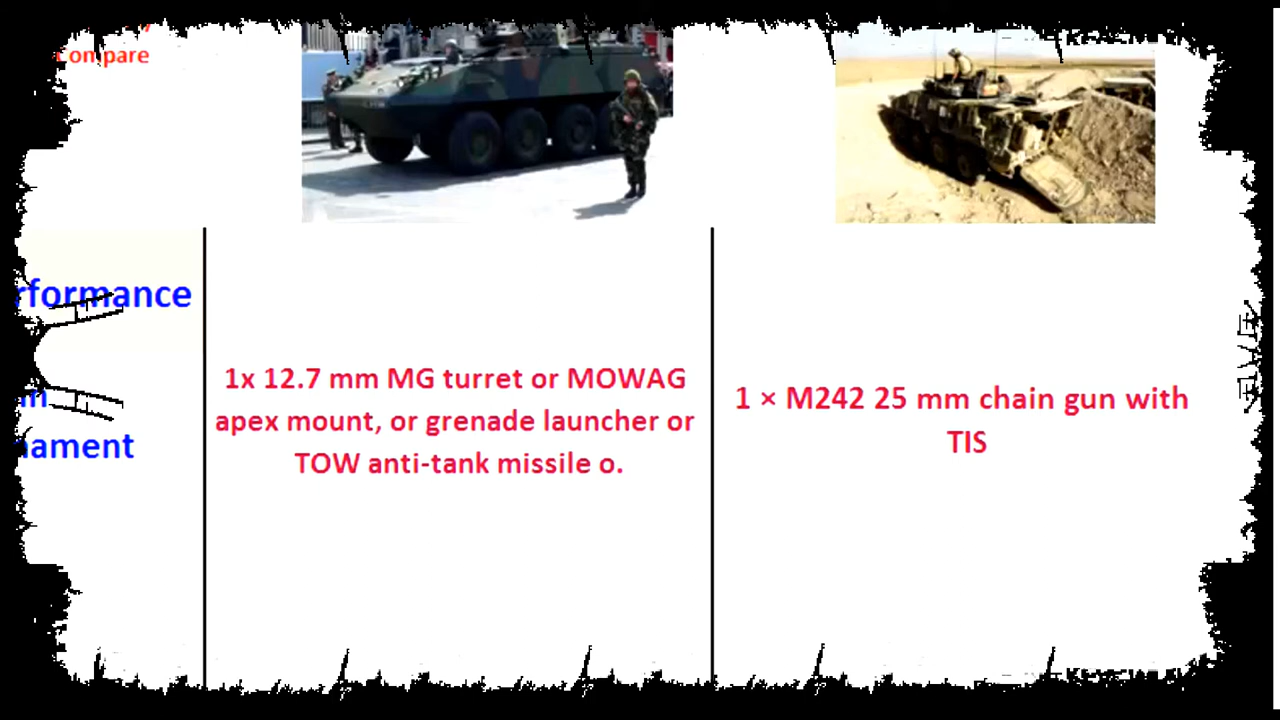 ompare
rformance
m
ament
1x 12.7 mm MG turret or MOWAG
apex mount, or grenade launcher or
TOW anti-tank missile o.
1 × M242 25 mm chain gun with
TIS